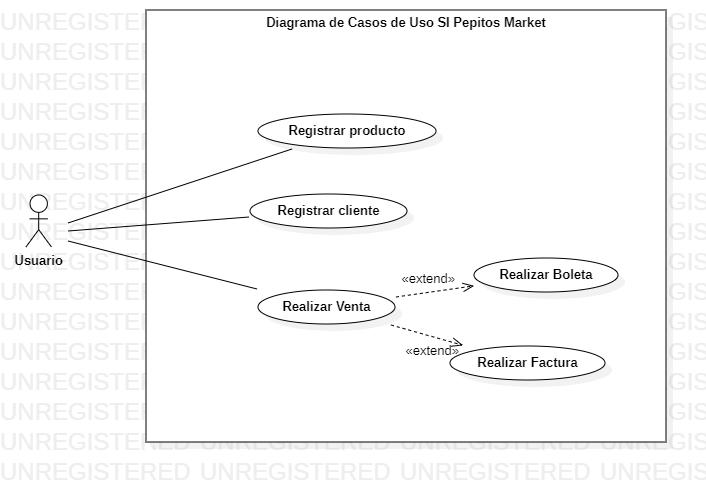 Diagrama de Casos de Uso SI Pepitos Market
Registrar producto
Registrar cliente
Usuario
«extend»
Realizar Boleta
Realizar Venta
«extend»
Realizar Factura
UNREGISTERED UNREGISTERED UNREGISTERED UNREGISTERED